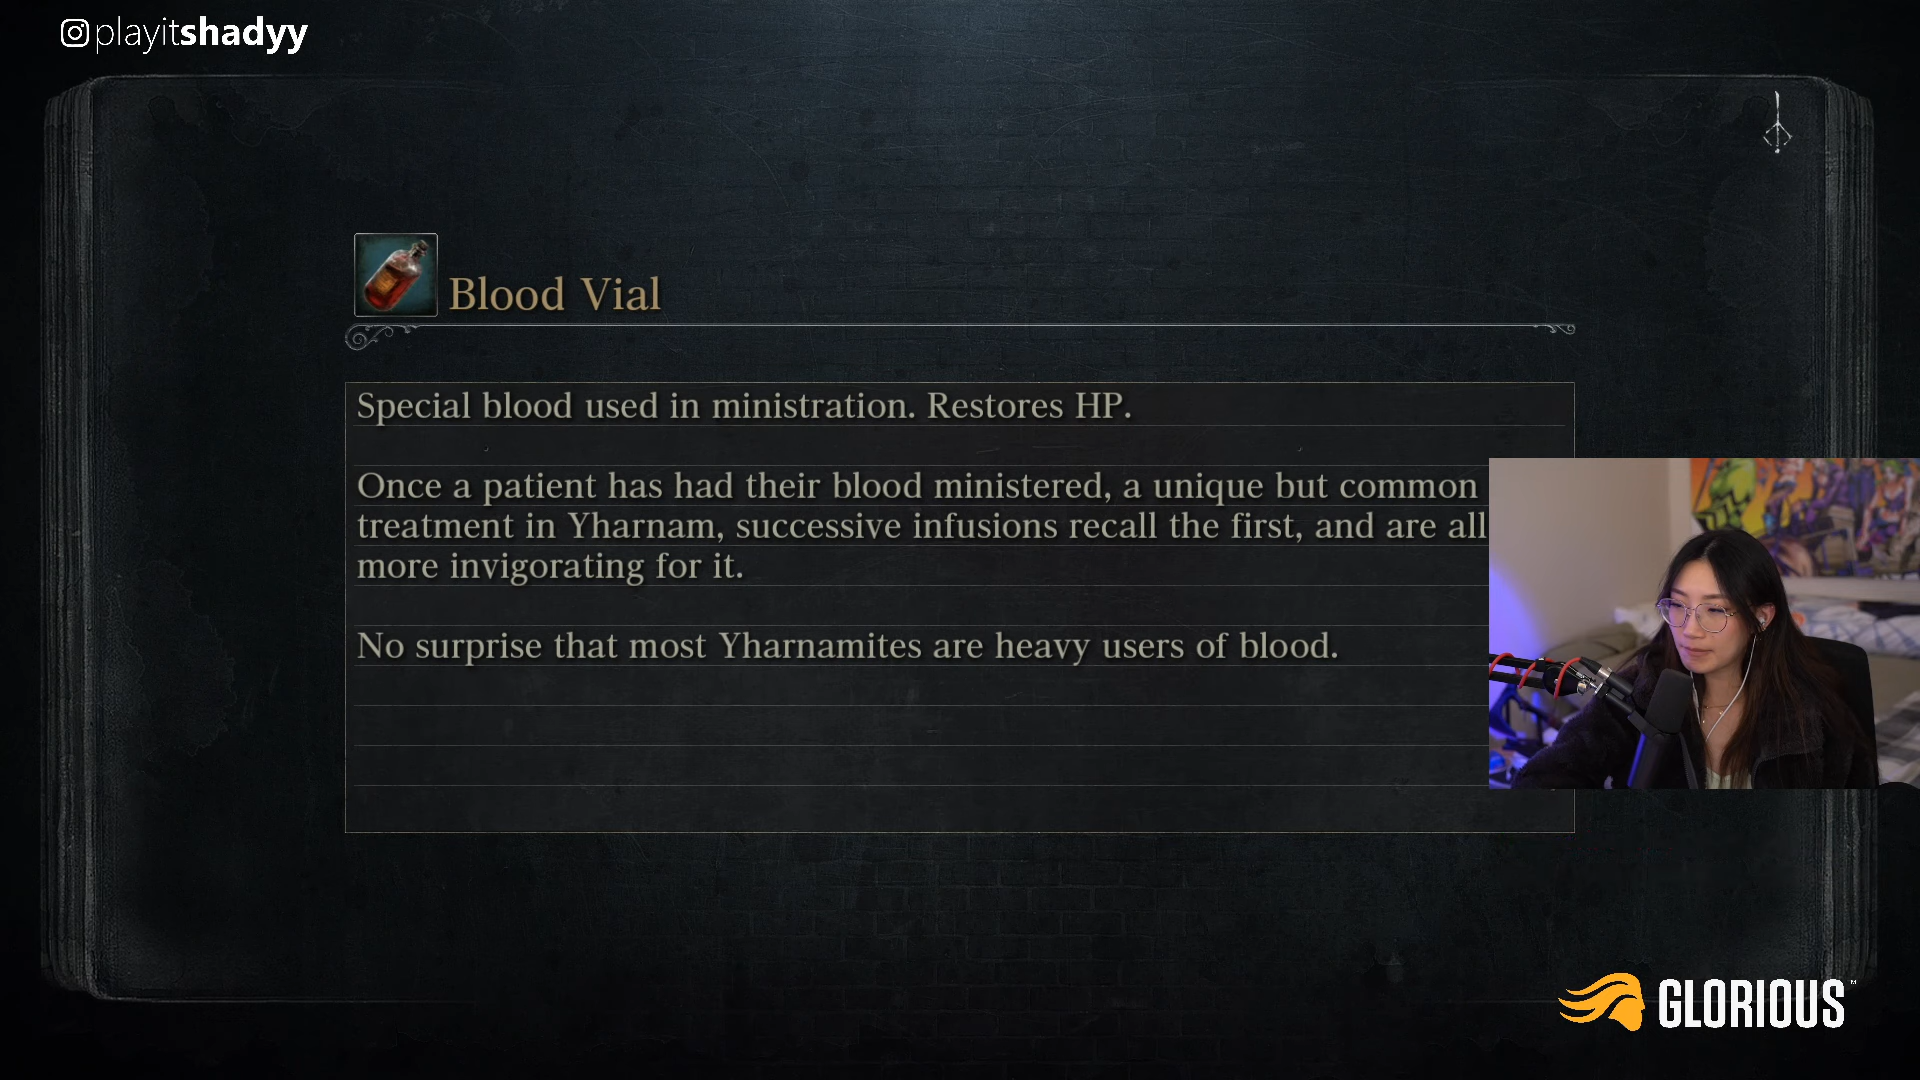 playitshadyy
Blood Vial
Special blood used in ministration. Restores HP.
Once a patient has had their blood ministered, a unique but common
treatment in Yharnam, successive infusions recall the first, and are all
more invigorating for it.
No surprise that most Yharnamites are heavy users of blood.
GLORIOUS™